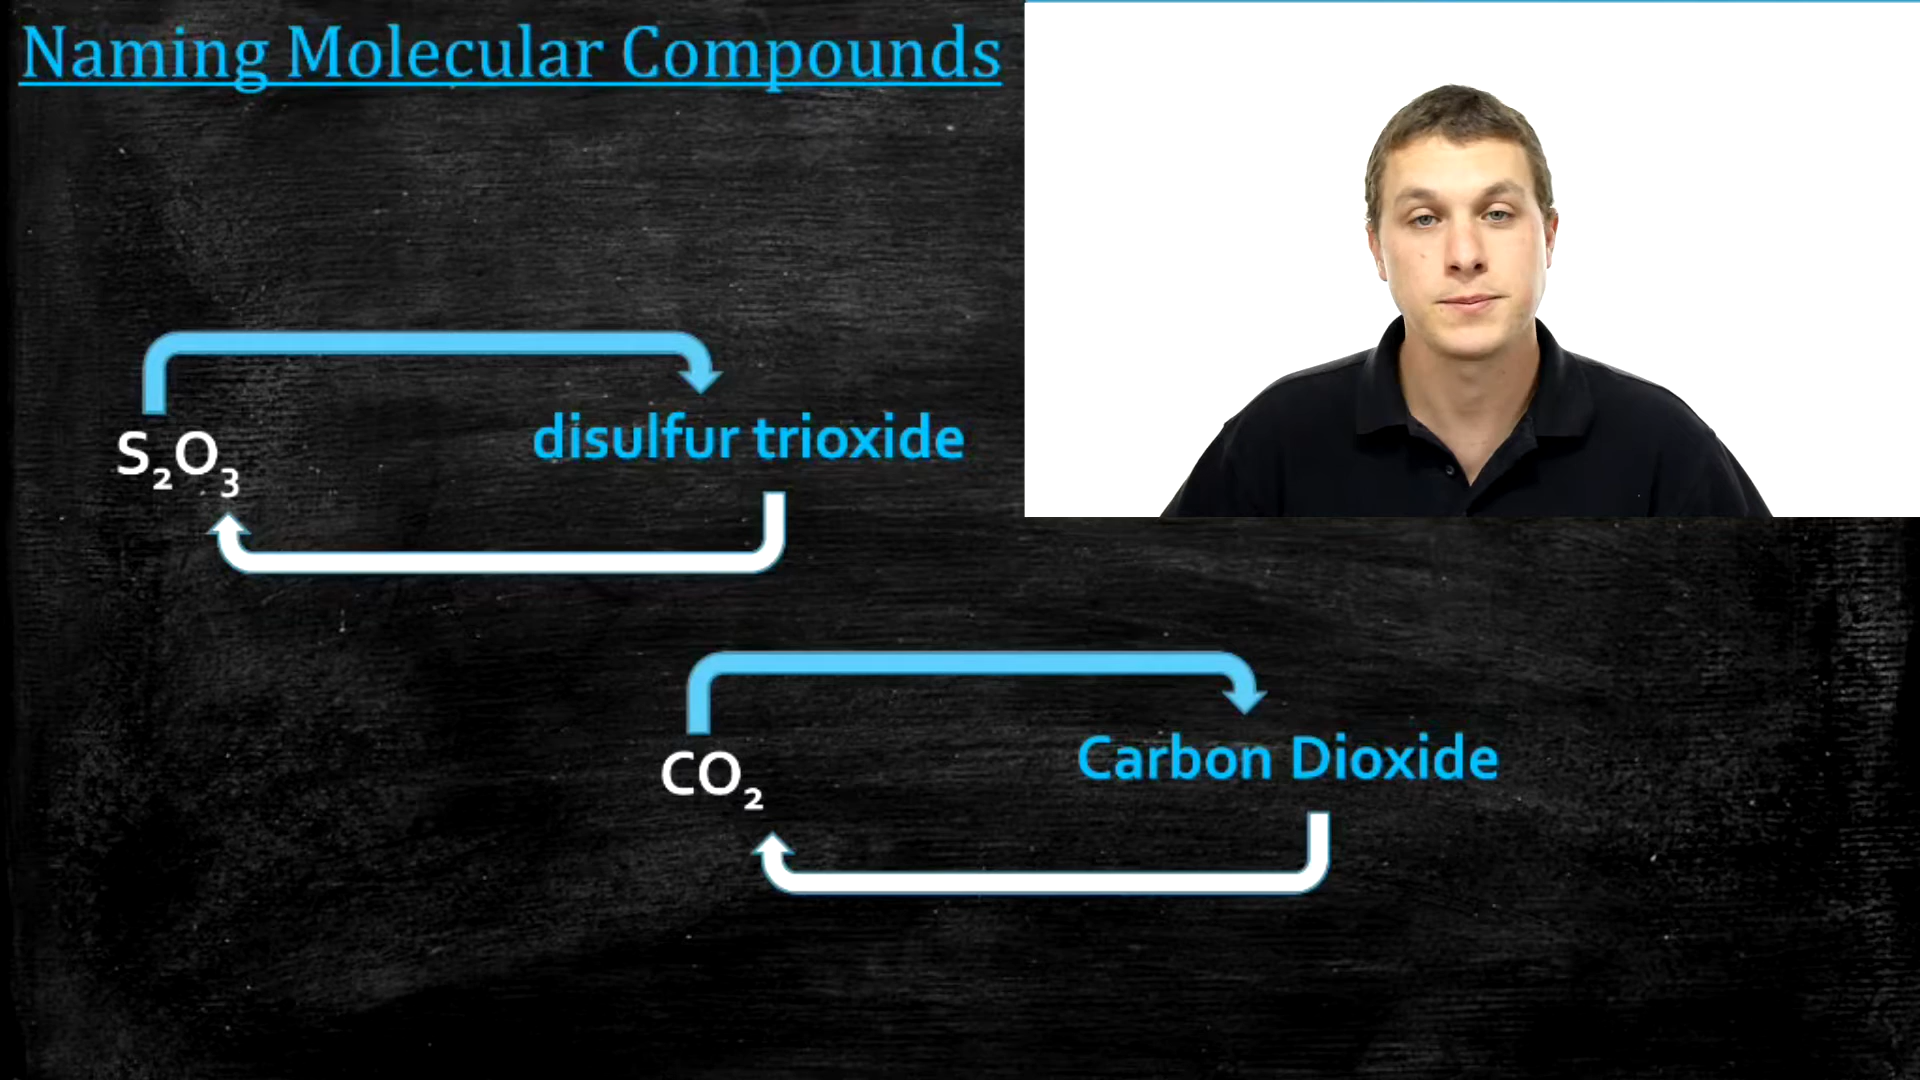 Naming Molecular Compounds
disulfur trioxide
S₂O₃
Carbon Dioxide
CO₂